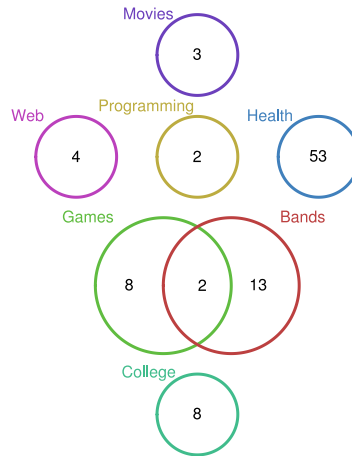 Movies
3
Programming
Web
Health
4
2
53
Games
Bands
8
2
13
College
8